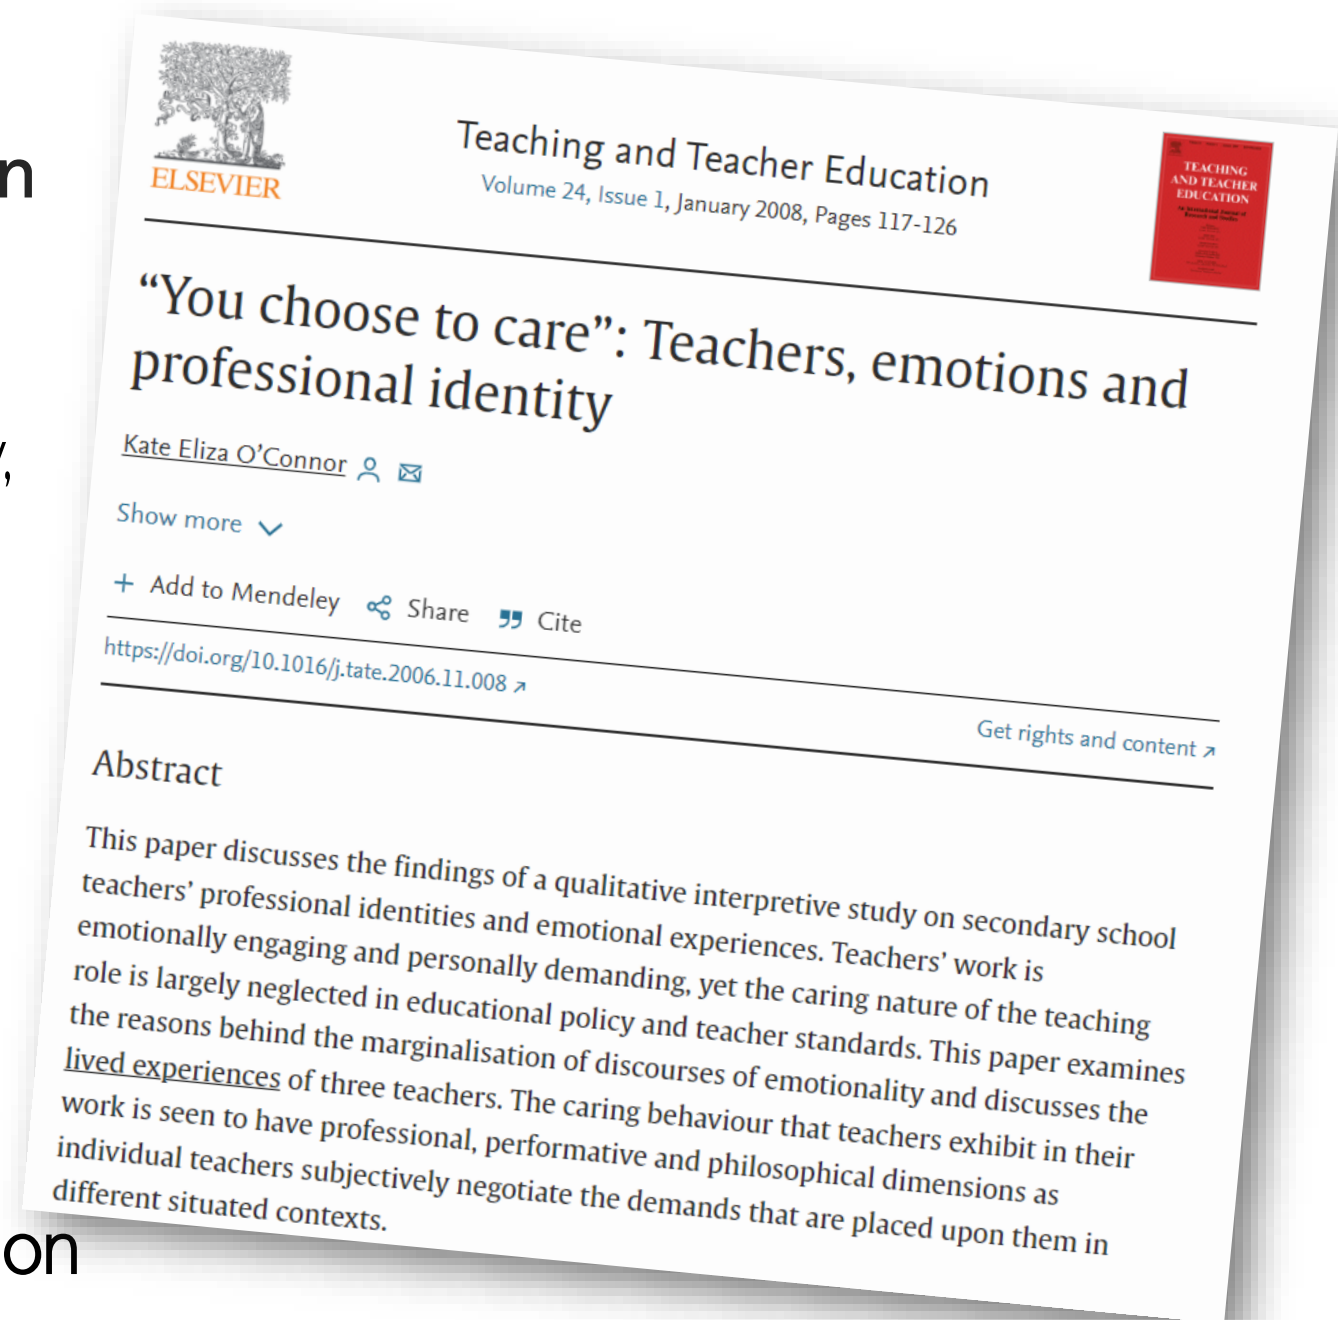 n
,
on
ELSEVIER
Teaching and Teacher Education
Volume 24, Issue 1, January 2008, Pages 117-126
TEACHING
AND TEACHER
EDUCATION
“You choose to care”: Teachers, emotions and
professional identity
Kate Eliza O’Connor
Show more
+ Add to Mendeley Share Cite
https://doi.org/10.1016/j.tate.2006.11.008 ↗
Get rights and content ↗
Abstract
This paper discusses the findings of a qualitative interpretive study on secondary school
teachers’ professional identities and emotional experiences. Teachers’ work is
emotionally engaging and personally demanding, yet the caring nature of the teaching
role is largely neglected in educational policy and teacher standards. This paper examines
the reasons behind the marginalisation of discourses of emotionality and discusses the
lived experiences of three teachers. The caring behaviour that teachers exhibit in their
work is seen to have professional, performative and philosophical dimensions as
individual teachers subjectively negotiate the demands that are placed upon them in
different situated contexts.